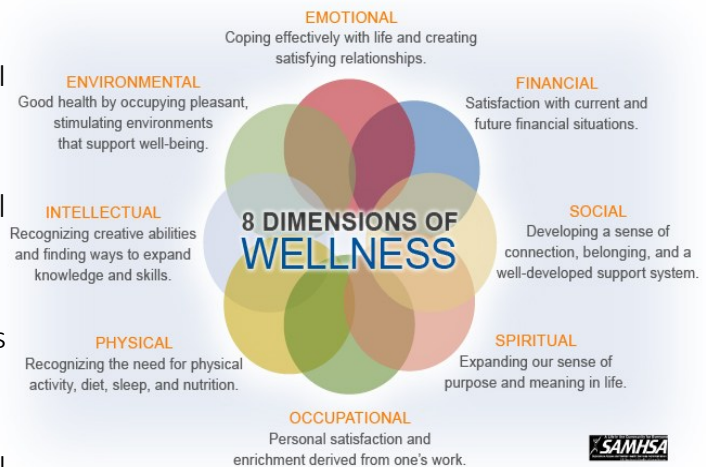 EMOTIONAL
Coping effectively with life and creating
satisfying relationships.
ENVIRONMENTAL
Good health by occupying pleasant,
stimulating environments
that support well-being.
FINANCIAL
Satisfaction with current and
future financial situations.
INTELLECTUAL
Recognizing creative abilities
and finding ways to expand
knowledge and skills.
8 DIMENSIONS OF
WELLNESS
SOCIAL
Developing a sense of
connection, belonging, and a
well-developed support system.
PHYSICAL
Recognizing the need for physical
activity, diet, sleep, and nutrition.
SPIRITUAL
Expanding our sense of
purpose and meaning in life.
OCCUPATIONAL
Personal satisfaction and
enrichment derived from one's work.
SAMHSA